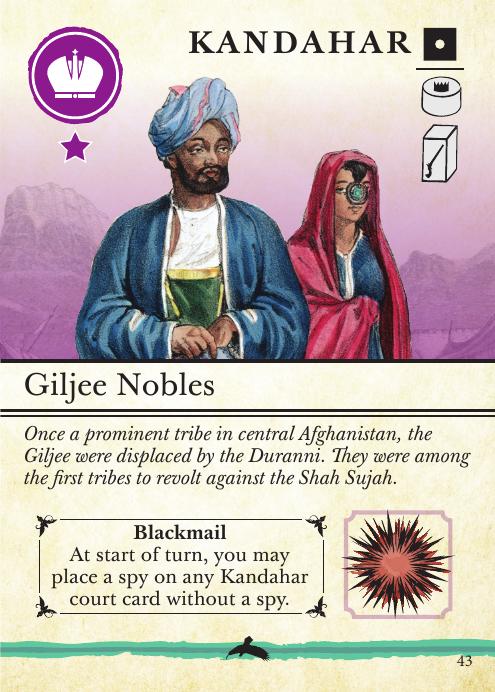 KANDAHAR
Giljee Nobles
Once a prominent tribe in central Afghanistan, the
Giljee were displaced by the Duranni. They were among
the first tribes to revolt against the Shah Sujah.
Blackmail
At start of turn, you may
place a spy on any Kandahar
court card without a spy.
43